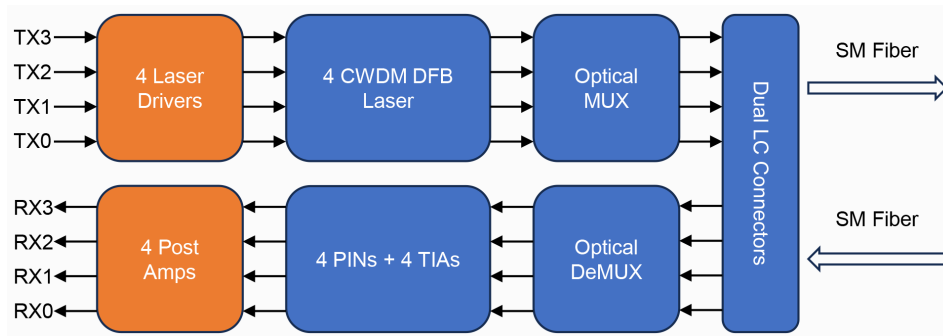 TX3
TX2
TX1
TX0
4 Laser
Drivers
4 CWDM DFB
Laser
Optical
MUX
Dual LC Connectors
SM Fiber
RX3
RX2
RX1
RX0
4 Post
Amps
4 PINs + 4 TIAs
Optical
DeMUX
SM Fiber